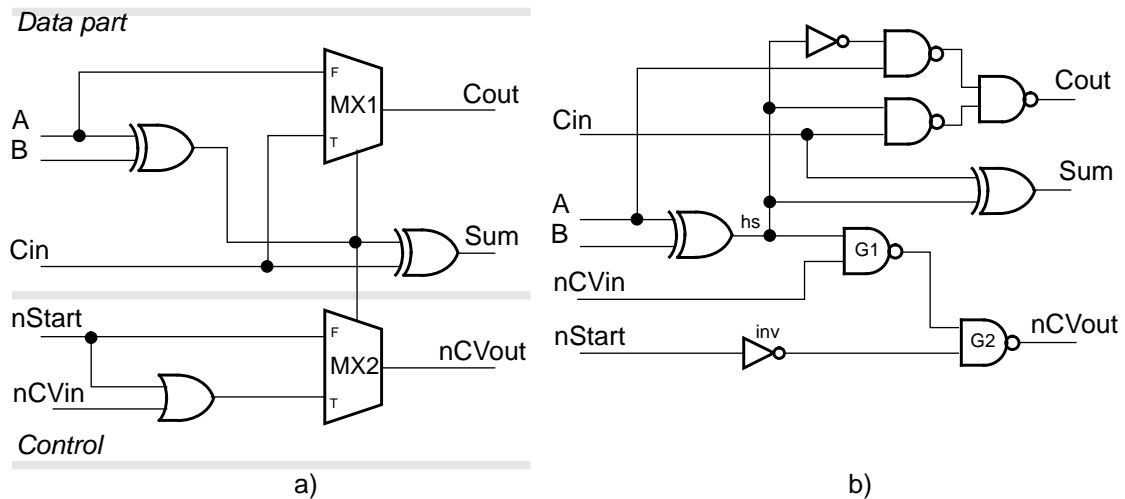 Data part
F
MX1
T
Cout
A
B
Cin
Sum
nStart
nCVin
F
MX2
T
nCVout
Control
a)
Cin
A
B
hs
nCVin
nStart
inv
G1
G2
Cout
Sum
nCVout
b)